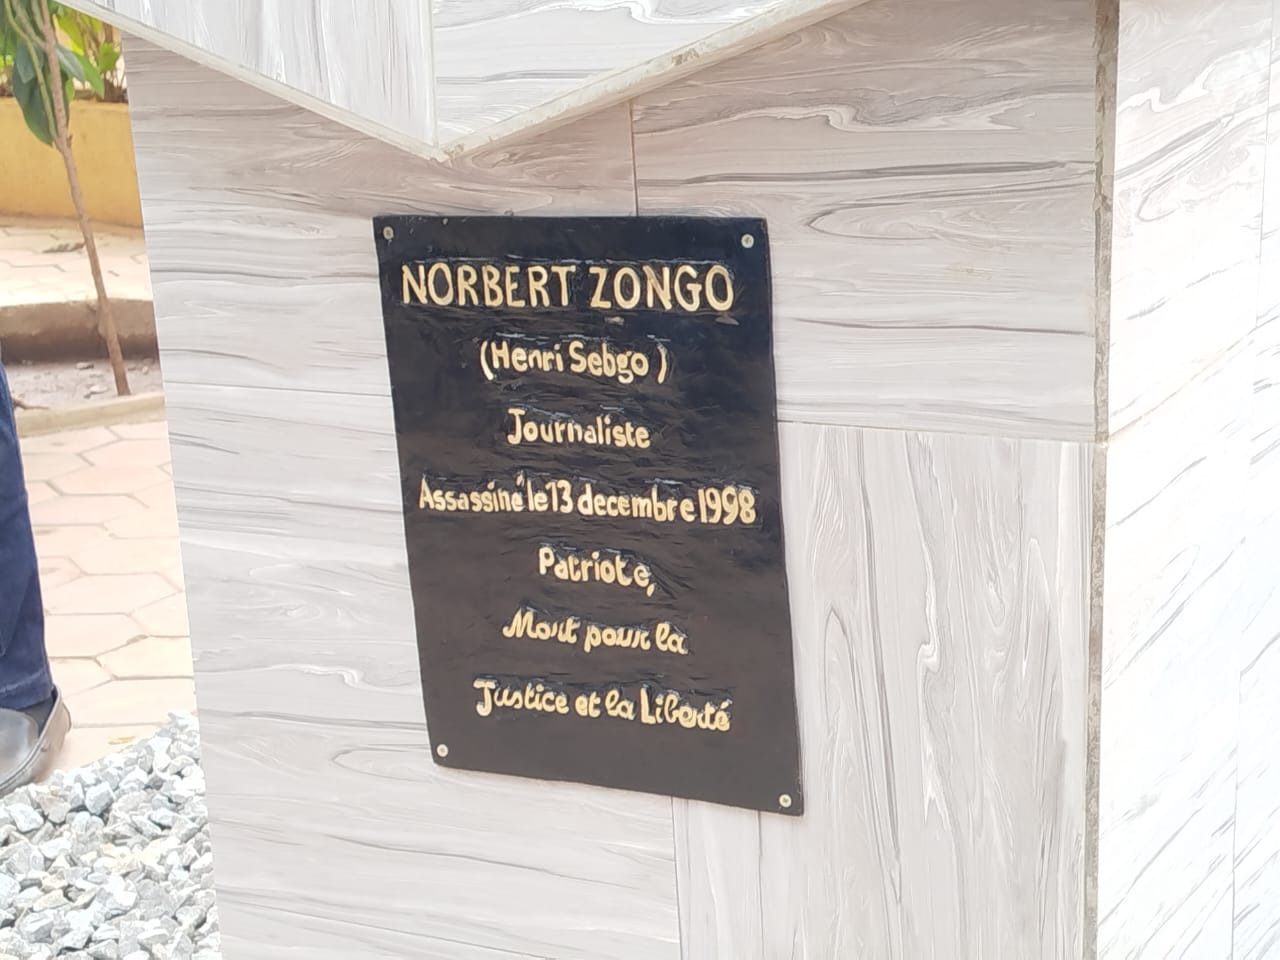 NORBERT ZONGO
(Henri Sebgo)
Journaliste
Assassiné le 13 decembre 1998
Patriote,
Mort pour la
Justice et la Liberté